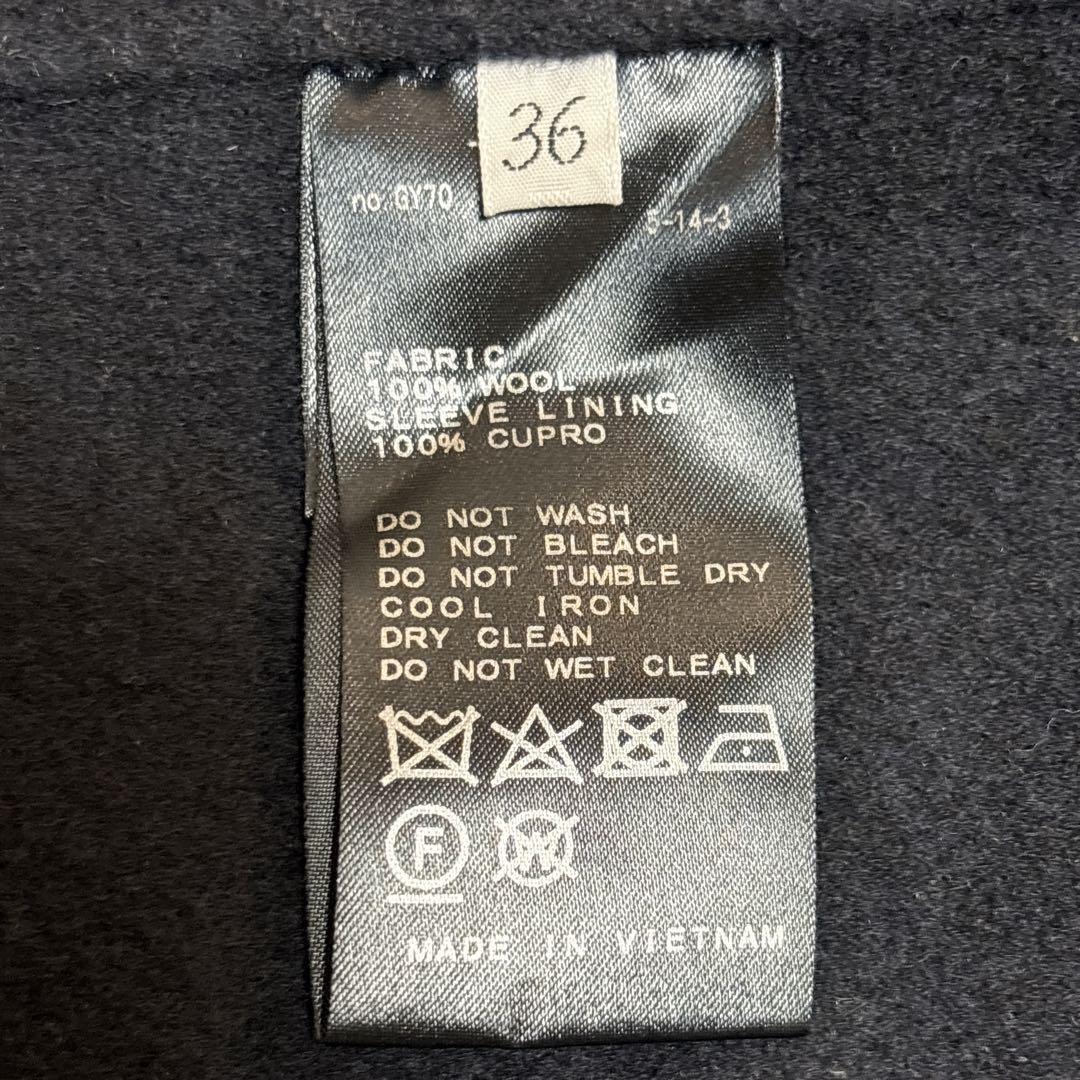 36
no.GY70
5-14-3
FABRIC
100% WOOL
SLEEVE LINING
100% CUPRO
DO NOT WASH
DO NOT BLEACH
DO NOT TUMBLE DRY
COOL IRON
DRY CLEAN
DO NOT WET CLEAN
F W
MADE IN VIETNAM